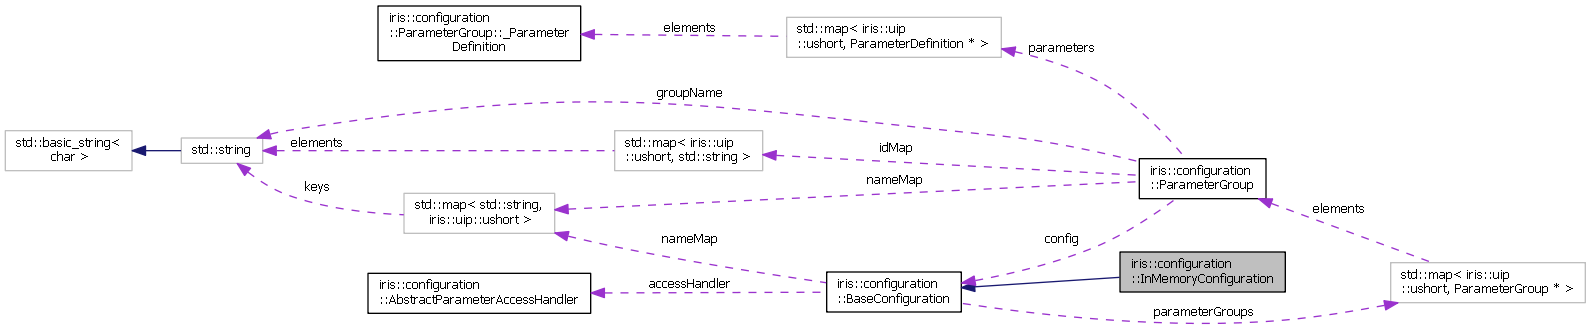 iris::configuration
::ParameterGroup::_Parameter
Definition
elements
std::map< iris::uip
::ushort, ParameterDefinition * >
parameters
groupName
std::basic_string<
char >
std::string
elements
std::map< iris::uip
::ushort, std::string >
idMap
iris::configuration
::ParameterGroup
keys
std::map< std::string,
iris::uip::ushort >
nameMap
elements
nameMap
config
iris::configuration
::AbstractParameterAccessHandler
accessHandler
iris::configuration
::BaseConfiguration
iris::configuration
::InMemoryConfiguration
std::map< iris::uip
::ushort, ParameterGroup * >
parameterGroups